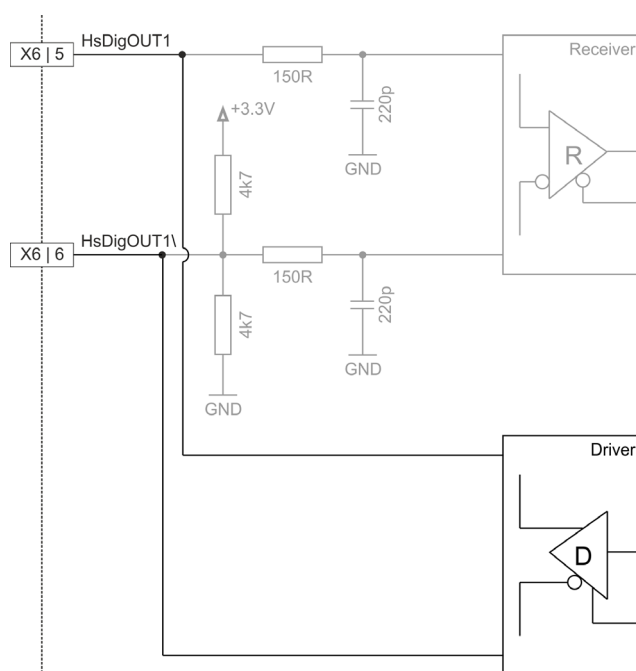 HsDigOUT1
X6 | 5
Receiver
150R
220p
+3.3V
GND
4k7
R
HsDigOUT1\
X6 | 6
150R
220p
4k7
GND
GND
Driver
D